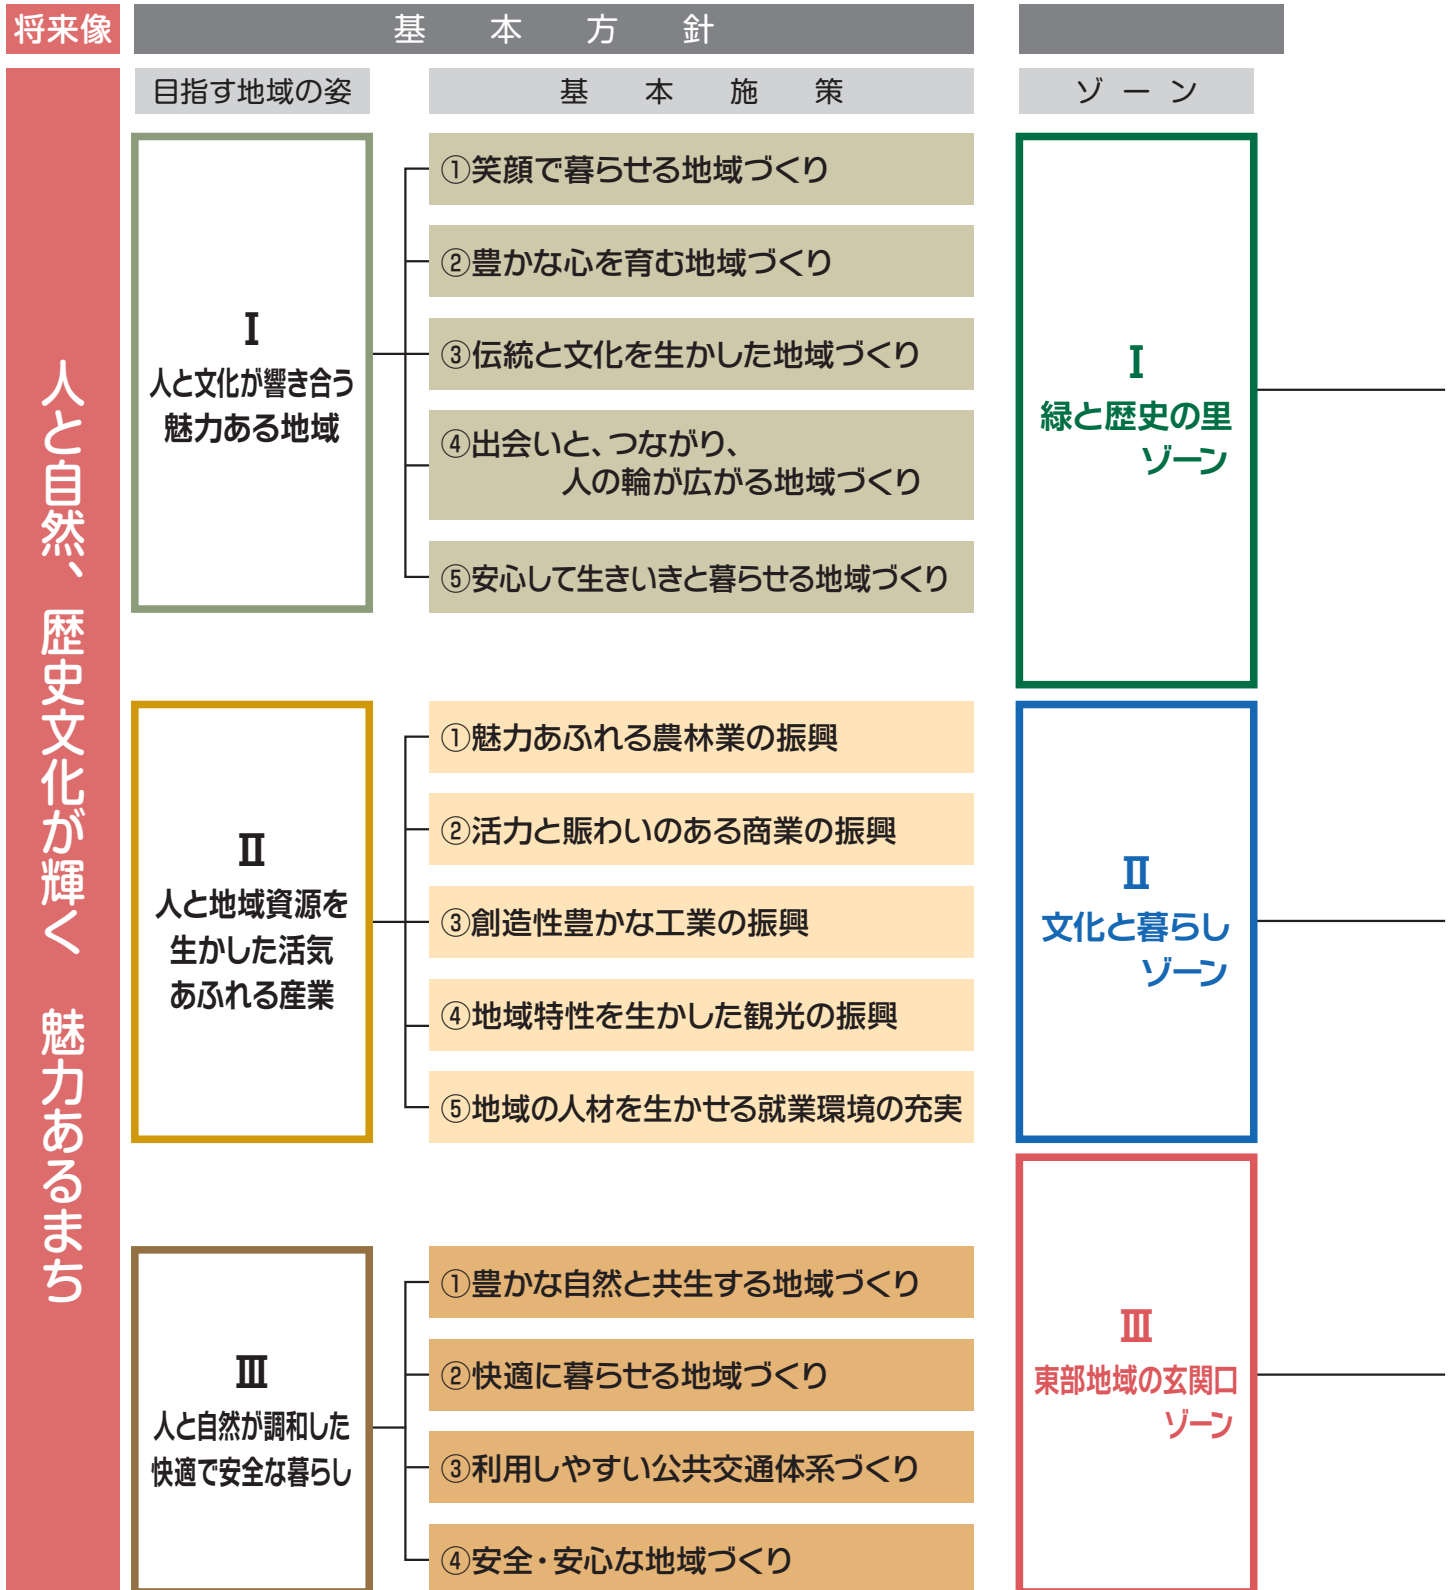 将来像
基本方針
目指す地域の姿
基本施策
ゾーン
人と自然、歴史文化が輝く 魅力あるまち
Ⅰ
人と文化が響き合う
魅力ある地域
①笑顔で暮らせる地域づくり
②豊かな心を育む地域づくり
③伝統と文化を生かした地域づくり
④出会いと、つながり、
人の輪が広がる地域づくり
⑤安心して生きいきと暮らせる地域づくり
Ⅱ
人と地域資源を
生かした活気
あふれる産業
①魅力あふれる農林業の振興
②活力と賑わいのある商業の振興
③創造性豊かな工業の振興
④地域特性を生かした観光の振興
⑤地域の人材を生かせる就業環境の充実
Ⅲ
人と自然が調和した
快適で安全な暮らし
①豊かな自然と共生する地域づくり
②快適に暮らせる地域づくり
③利用しやすい公共交通体系づくり
④安全・安心な地域づくり
Ⅰ
緑と歴史の里
ゾーン
Ⅱ
文化と暮らし
ゾーン
Ⅲ
東部地域の玄関口
ゾーン